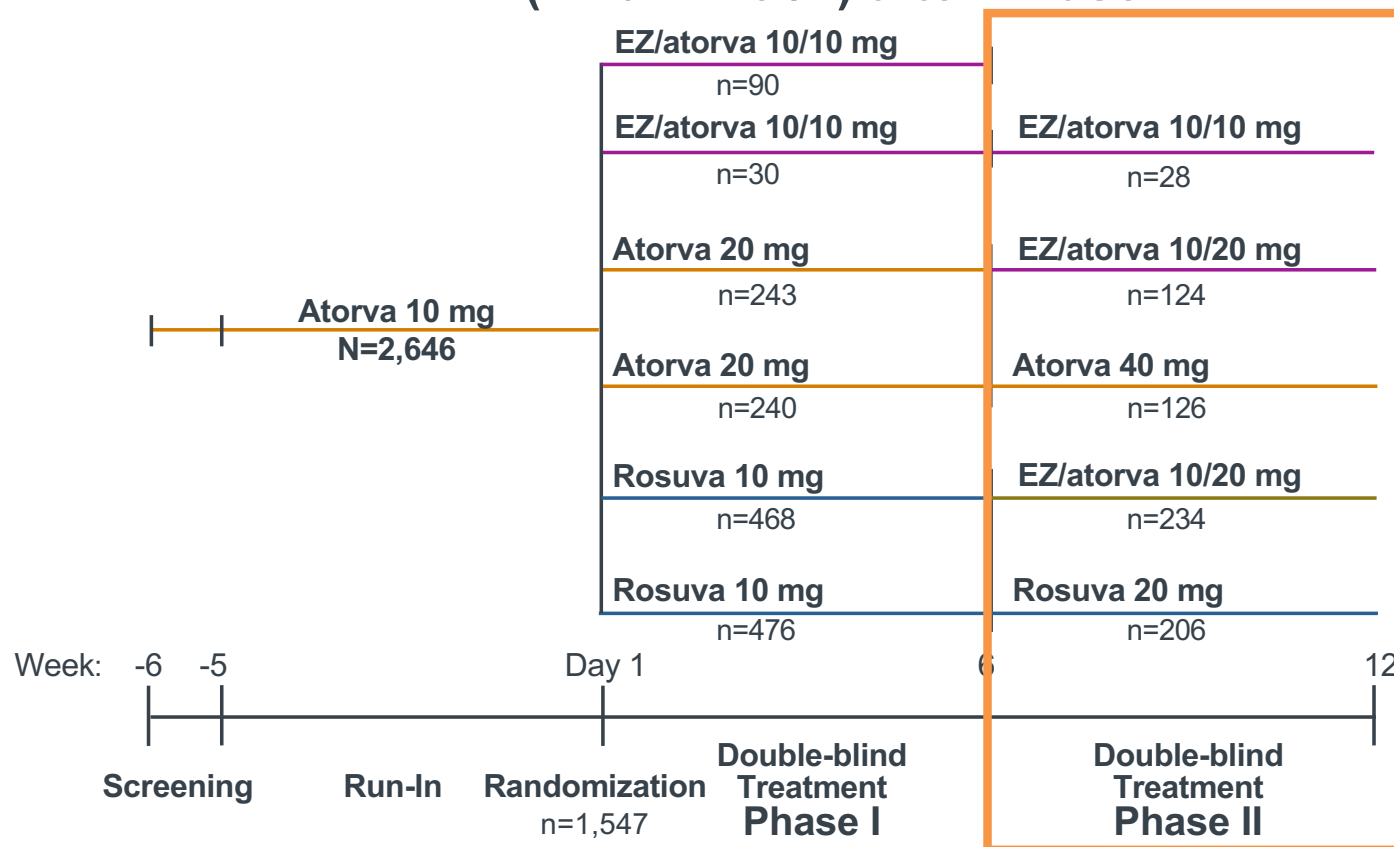 EZ/atorva 10/10 mg
n=90
EZ/atorva 10/10 mg
EZ/atorva 10/10 mg
n=30
n=28
Atorva 20 mg
EZ/atorva 10/20 mg
n=243
n=124
Atorva 10 mg
N=2,646
Atorva 20 mg
Atorva 40 mg
n=240
n=126
Rosuva 10 mg
EZ/atorva 10/20 mg
n=468
n=234
Rosuva 10 mg
Rosuva 20 mg
n=476
n=206
Week: -6 -5 Day 1 6 12
Screening
Run-In
Randomization
n=1,547
Double-blind
Treatment
Phase I
Double-blind
Treatment
Phase II